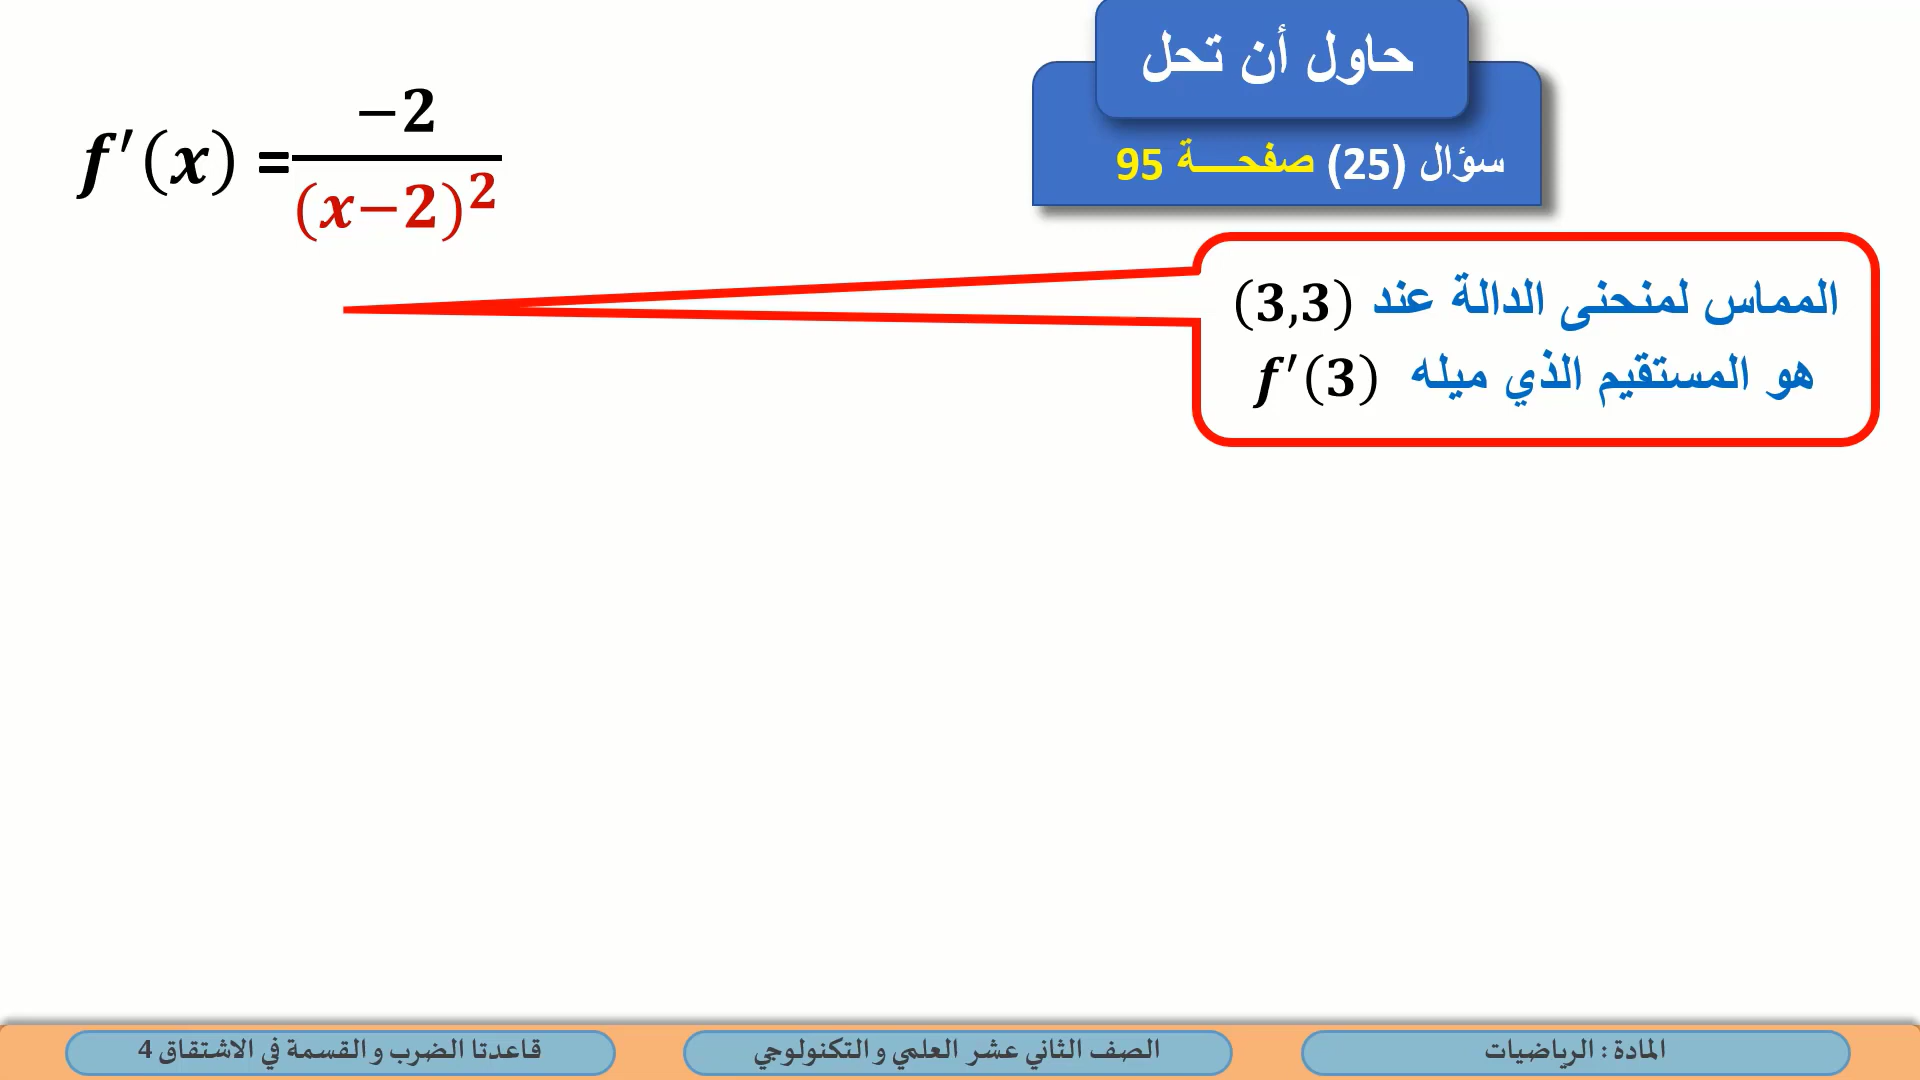 حاول أن تحل
سؤال (25) صفحـــة 95
f′(x) = −2/(x−2)²
المماس لمنحنى الدالة عند (3,3)
هو المستقيم الذي ميله f′(3)
المادة : الرياضيات
الصف الثاني عشر العلمي و التكنولوجي
قاعدتا الضرب و القسمة في الاشتقاق 4